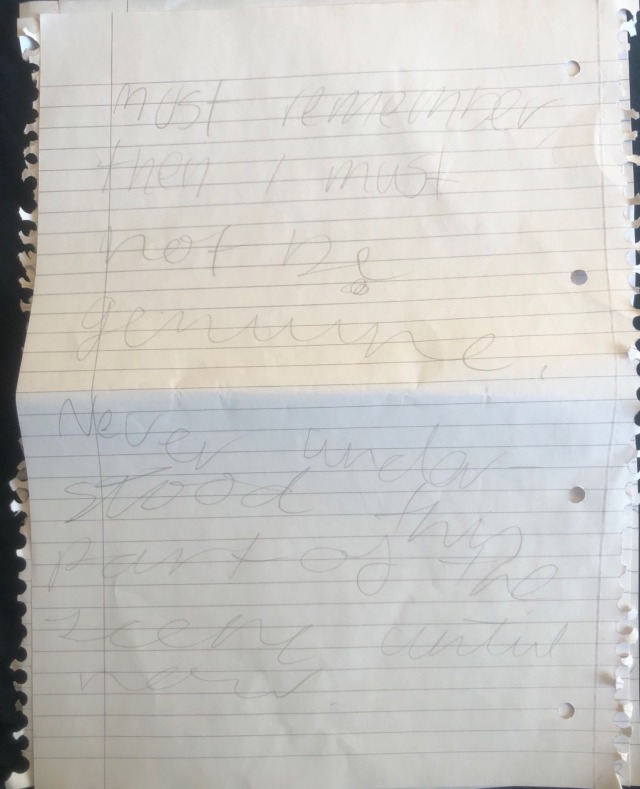 must remember,
then I must
not be
genuine.
Never under-
stood this
part of the
scene until
now.